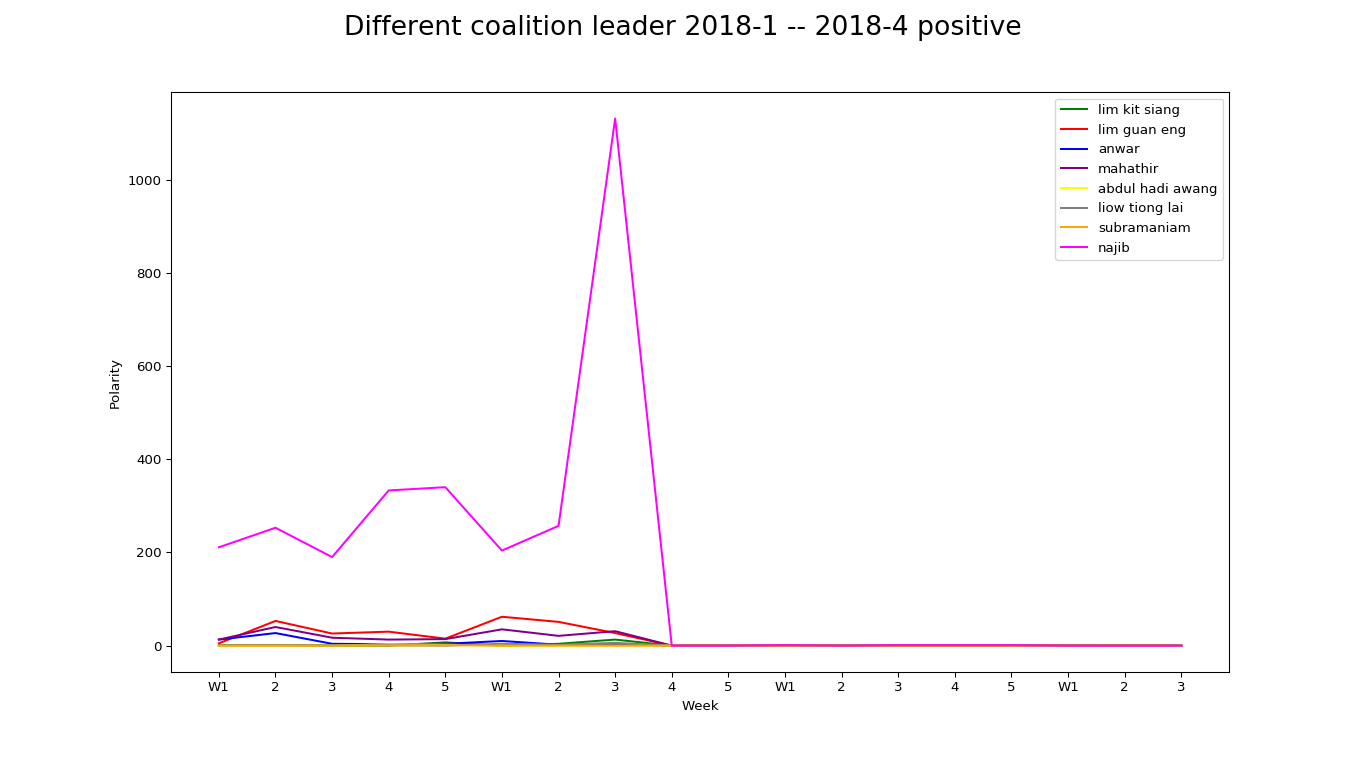 Different coalition leader 2018-1 -- 2018-4 positive
lim kit siang
lim guan eng
anwar
mahathir
abdul hadi awang
liow tiong lai
subramaniam
najib
Polarity
1000
800
600
400
200
0
W1 2 3 4 5 W1 2 3 4 5 W1 2 3 4 5 W1 2 3
Week